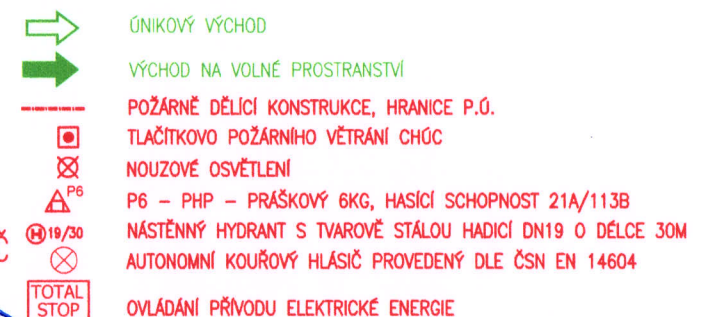 ÚNIKOVÝ VÝCHOD
VÝCHOD NA VOLNÉ PROSTRANSTVÍ
POŽÁRNĚ DĚLÍCÍ KONSTRUKCE, HRANICE P.Ú.
TLAČÍTKOVO POŽÁRNÍHO VĚTRÁNÍ CHÚC
NOUZOVÉ OSVĚTLENÍ
P6 P6 – PHP – PRÁŠKOVÝ 6KG, HASÍCÍ SCHOPNOST 21A/113B
H 19/30 NÁSTĚNNÝ HYDRANT S TVAROVĚ STÁLOU HADICÍ DN19 O DÉLCE 30M
AUTONOMNÍ KOUŘOVÝ HLÁSIČ PROVEDENÝ DLE ČSN EN 14604
TOTAL
STOP OVLÁDÁNÍ PŘÍVODU ELEKTRICKÉ ENERGIE